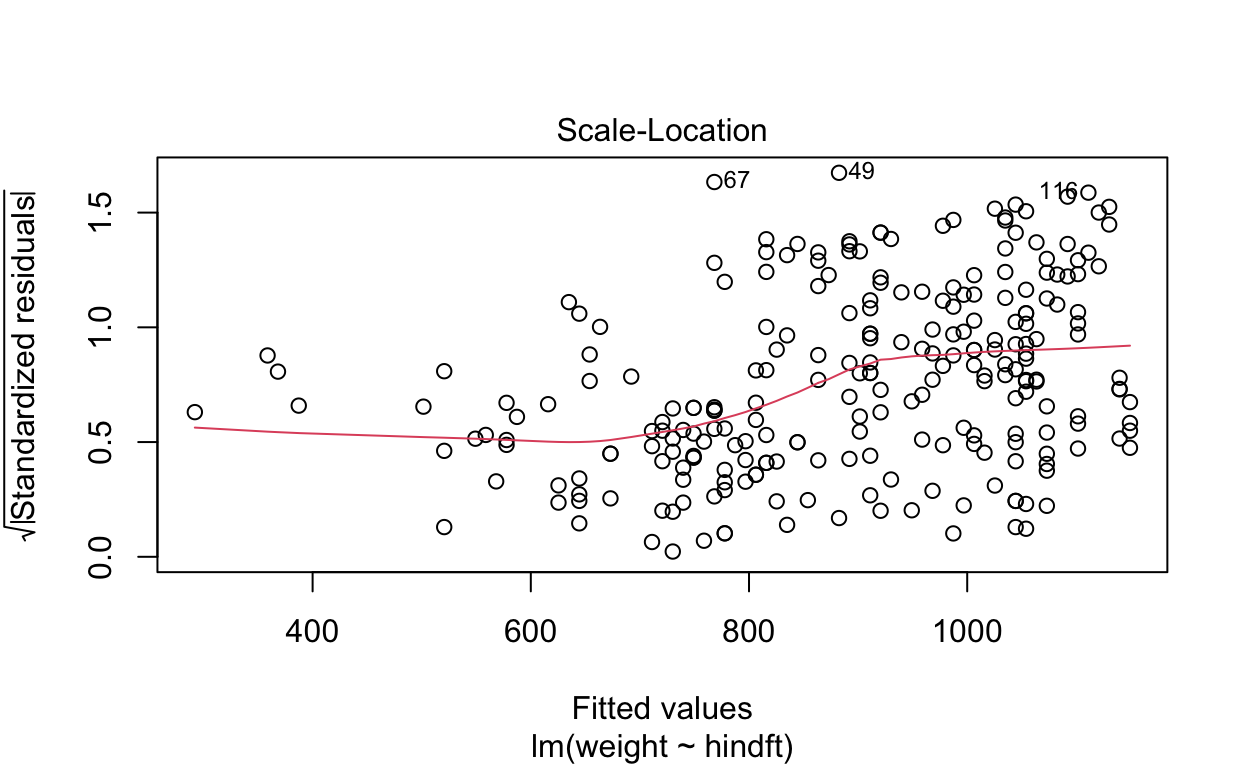 Scale-Location
√|Standardized residuals|
1.5
1.0
0.5
0.0
67
49
116
400 600 800 1000
Fitted values
lm(weight ~ hindft)